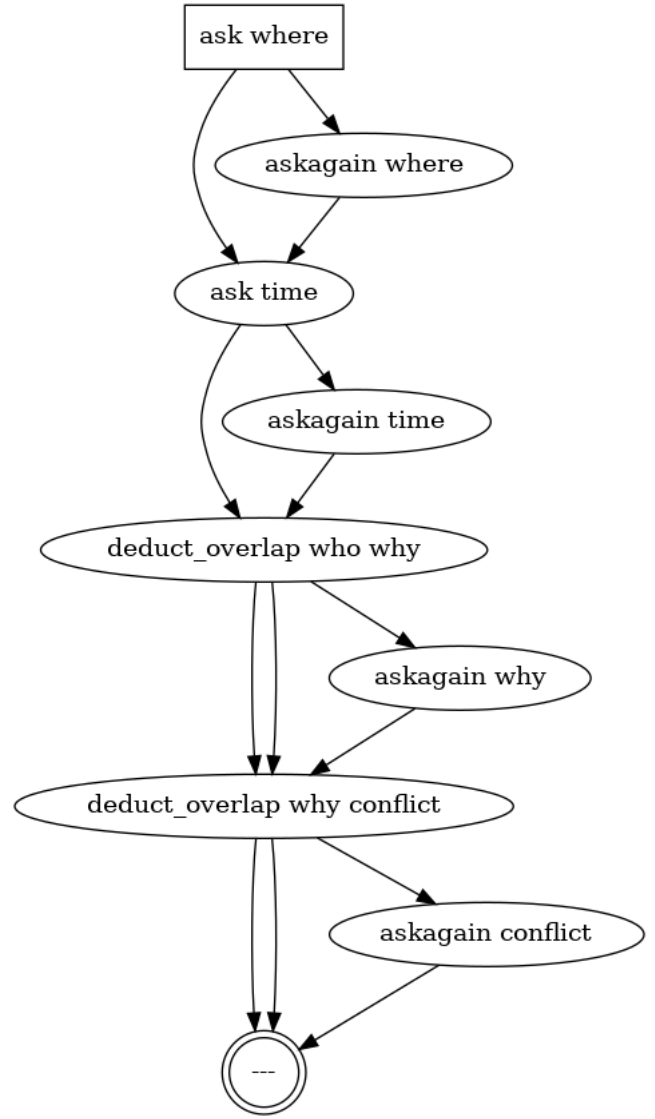 ask where
askagain where
ask time
askagain time
deduct_overlap who why
askagain why
deduct_overlap why conflict
askagain conflict
---